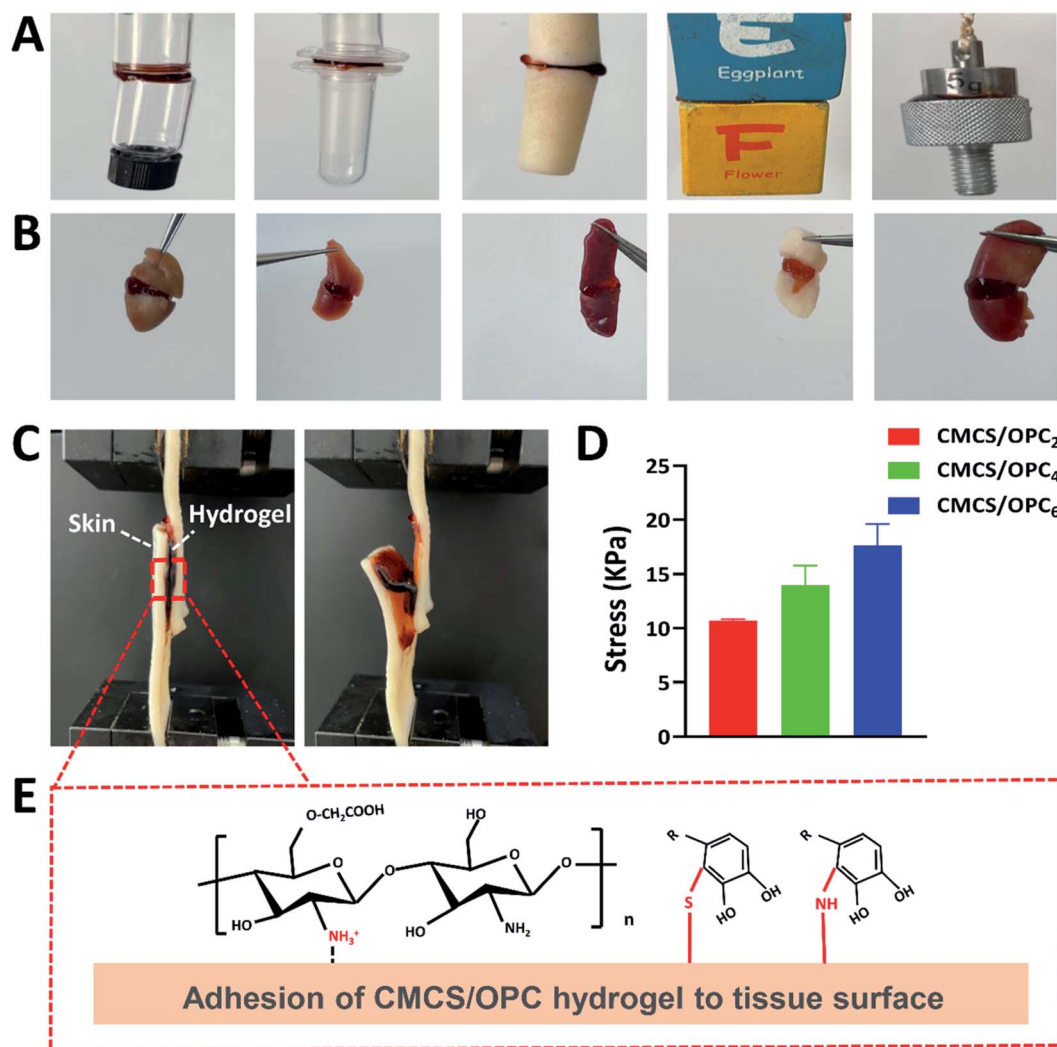 A
E
Eggplant
F
Flower
5g
B
C
Skin
Hydrogel
D
CMCS/OPC₂
CMCS/OPC₄
CMCS/OPC₆
25
20
15
10
5
0
Stress (KPa)
E
O-CH₂COOH
HO
O
O
O
O
HO
NH₃⁺
HO
NH₂
n
R
S
HO
OH
R
NH
HO
OH
Adhesion of CMCS/OPC hydrogel to tissue surface